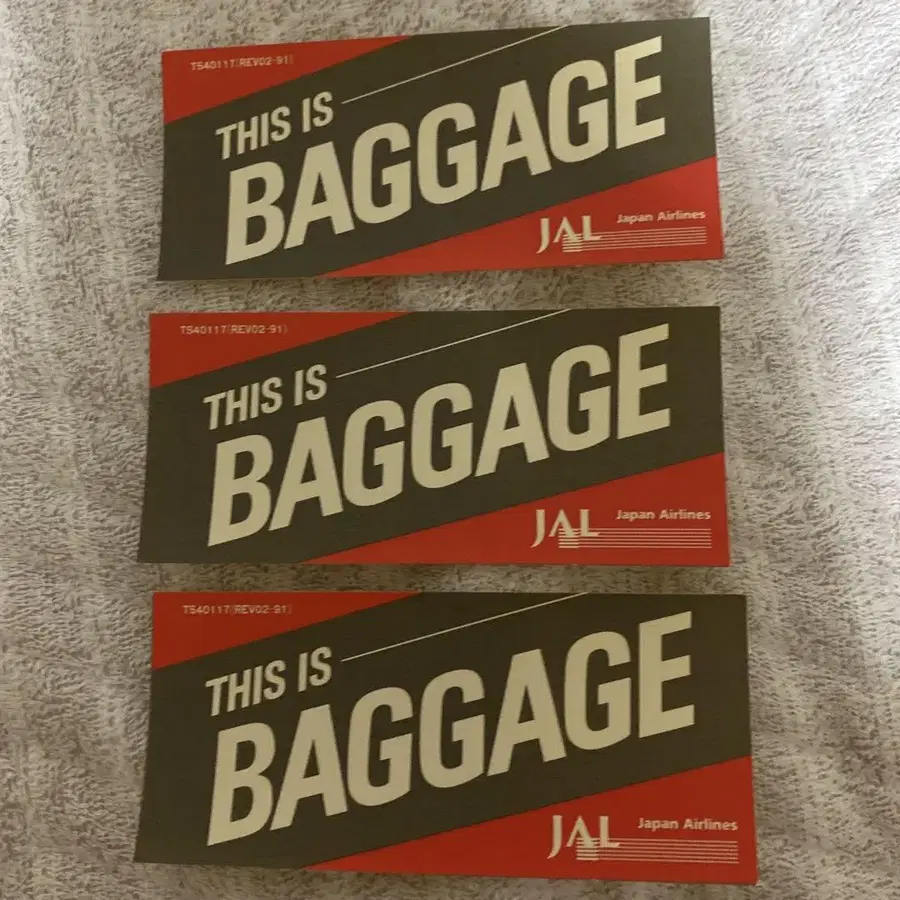 TS40117(REV02-91)
THIS IS
BAGGAGE
JAL Japan Airlines
TS40117(REV02-91)
THIS IS
BAGGAGE
JAL Japan Airlines
TS40117(REV02-91)
THIS IS
BAGGAGE
JAL Japan Airlines